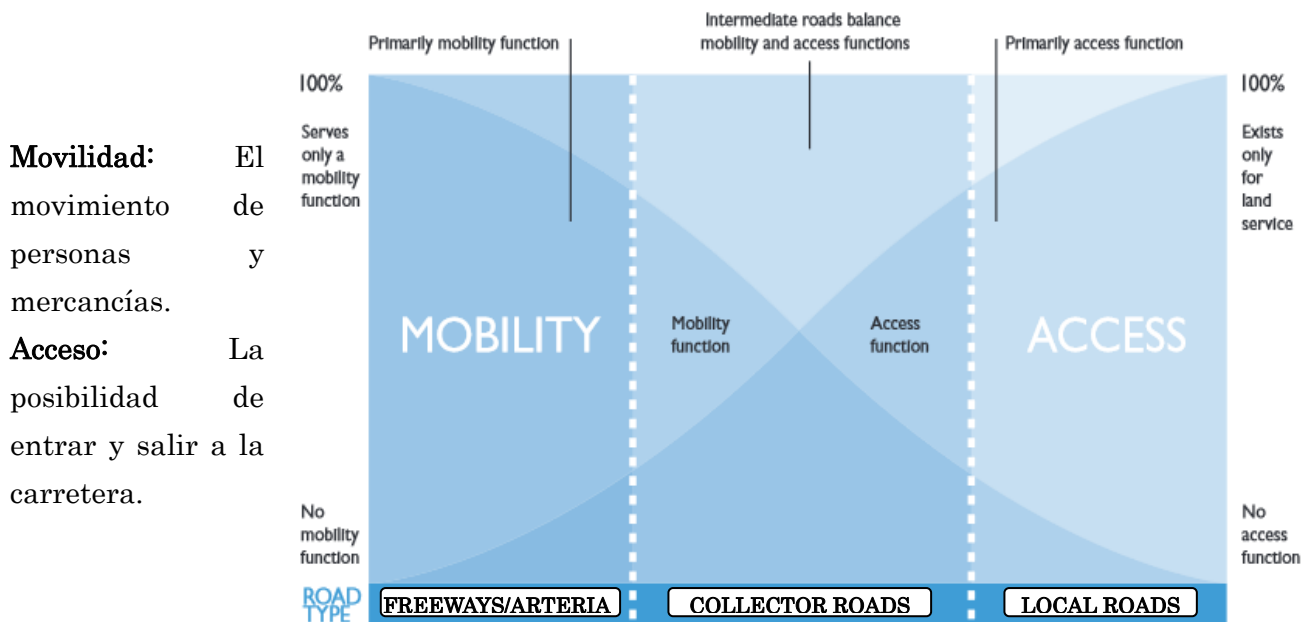 Movilidad: El
movimiento de
personas y
mercancías.
Acceso: La
posibilidad de
entrar y salir a la
carretera.
Primarily mobility function
Intermediate roads balance
mobility and access functions
Primarily access function
100%
Serves
only a
mobility
function
No
mobility
function
MOBILITY
Mobility
function
Access
function
ACCESS
100%
Exists
only
for
land
service
No
access
function
ROAD
TYPE
FREEWAYS/ARTERIA
COLLECTOR ROADS
LOCAL ROADS